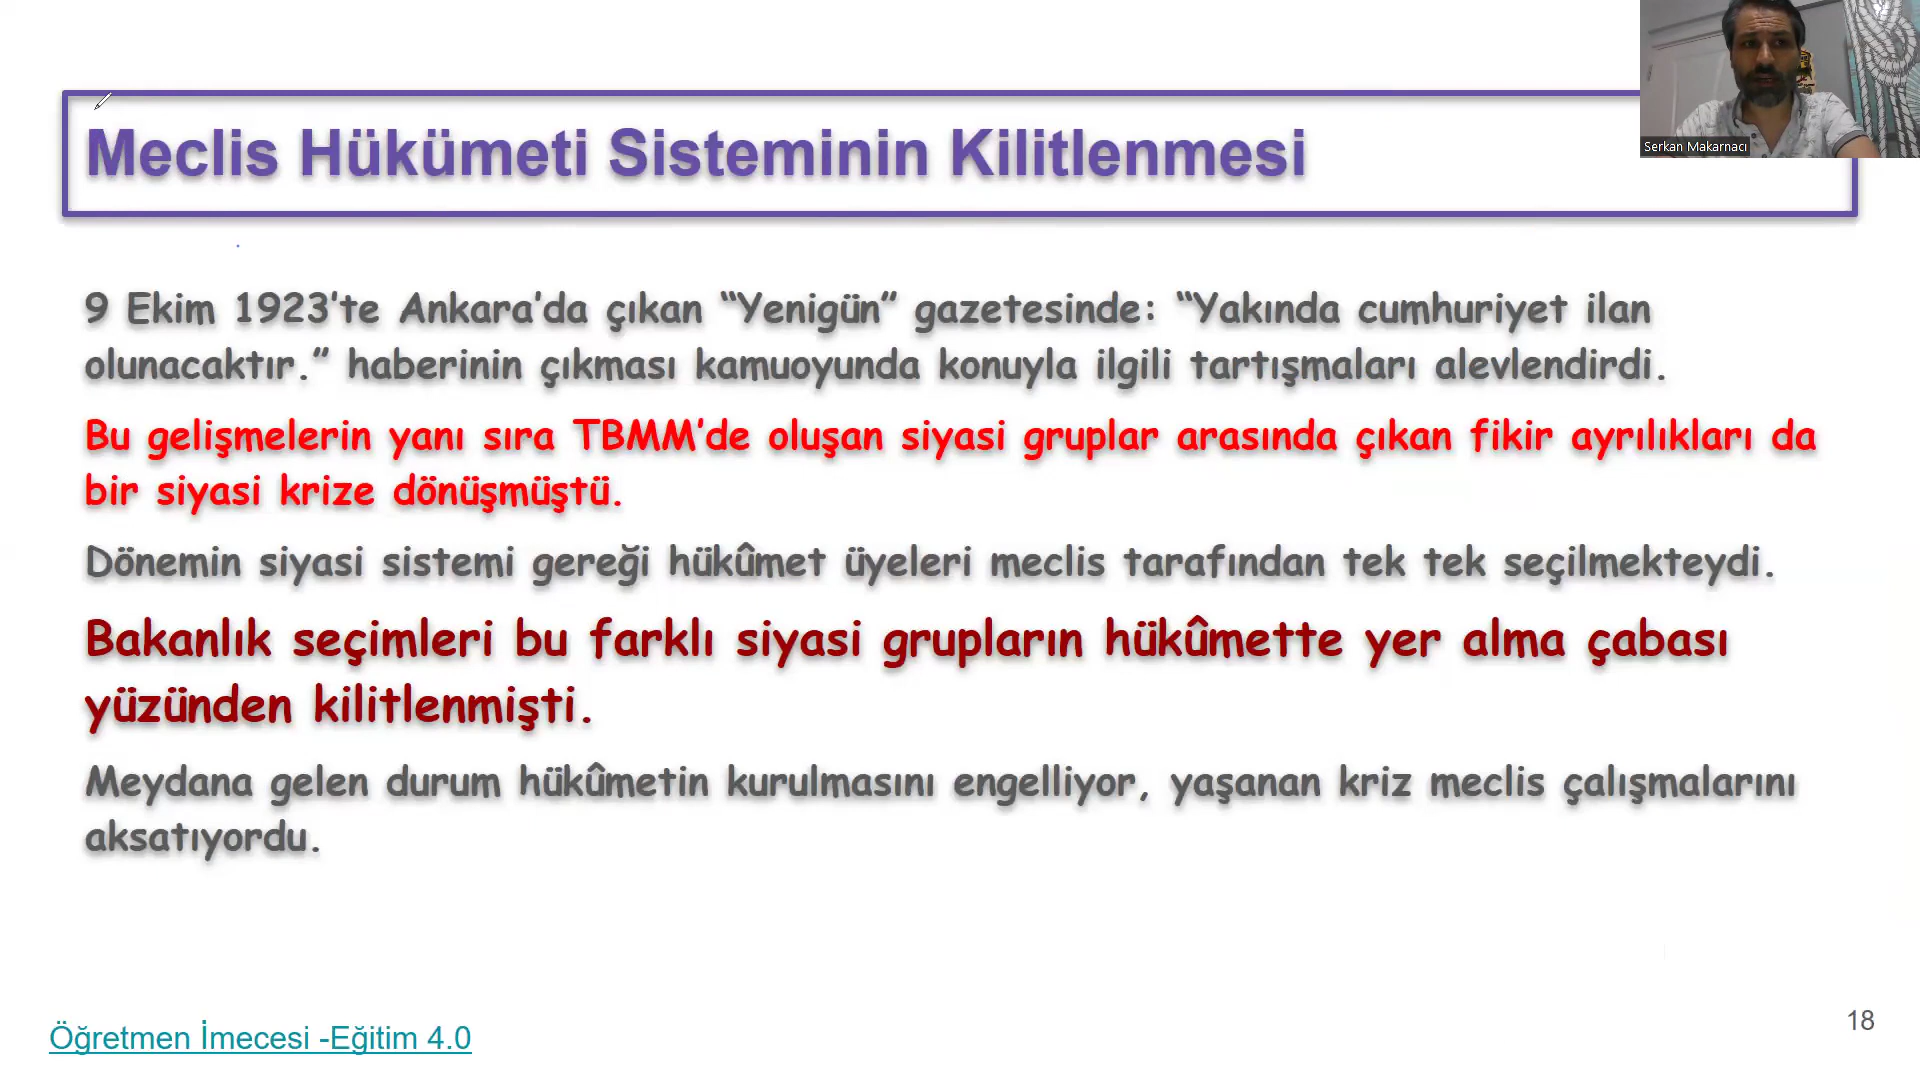 Serkan Makarnacı
Meclis Hükümeti Sisteminin Kilitlenmesi
9 Ekim 1923’te Ankara’da çıkan “Yenigün” gazetesinde: “Yakında cumhuriyet ilan
olunacaktır.” haberinin çıkması kamuoyunda konuyla ilgili tartışmaları alevlendirdi.
Bu gelişmelerin yanı sıra TBMM’de oluşan siyasi gruplar arasında çıkan fikir ayrılıkları da
bir siyasi krize dönüşmüştü.
Dönemin siyasi sistemi gereği hükûmet üyeleri meclis tarafından tek tek seçilmekteydi.
Bakanlık seçimleri bu farklı siyasi grupların hükûmette yer alma çabası
yüzünden kilitlenmişti.
Meydana gelen durum hükûmetin kurulmasını engelliyor, yaşanan kriz meclis çalışmalarını
aksatıyordu.
Öğretmen İmecesi -Eğitim 4.0
18